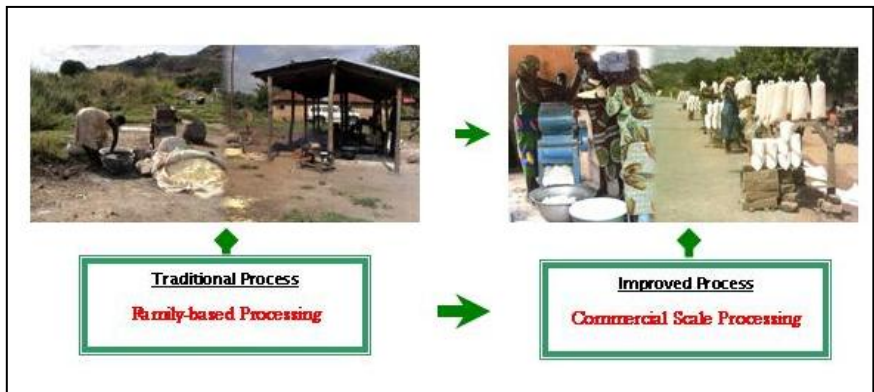 Traditional Process
Family-based Processing
Improved Process
Commercial Scale Processing